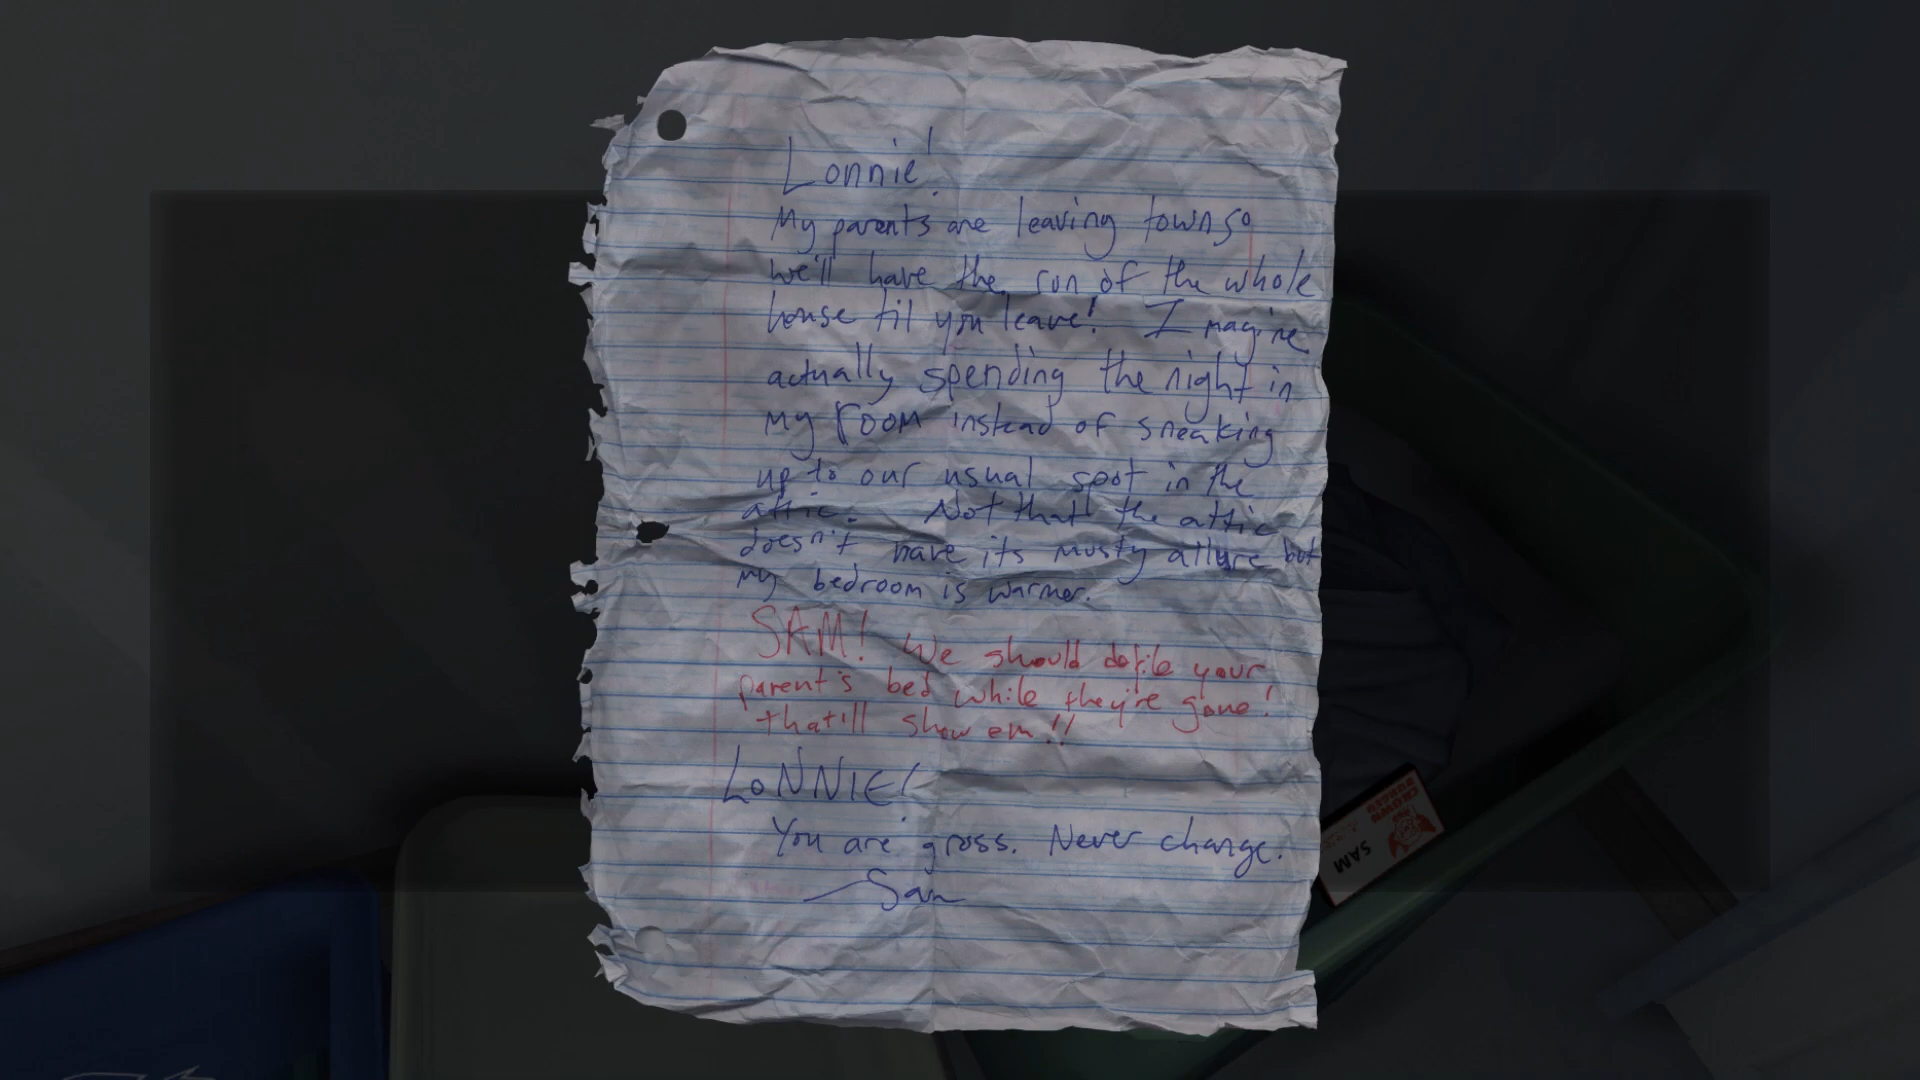 Lonnie!
My parents are leaving town so
we'll have the run of the whole
house til you leave! Imagine
actually spending the night in
my room instead of sneaking
up to our usual spot in the
attic. Not that the attic
doesn't have its musty allure but
my bedroom is warmer.
SAM! We should defile your
parent's bed while they're gone!
that'll show em!!
LONNIE!
You are gross. Never change.
—Sam
SAM